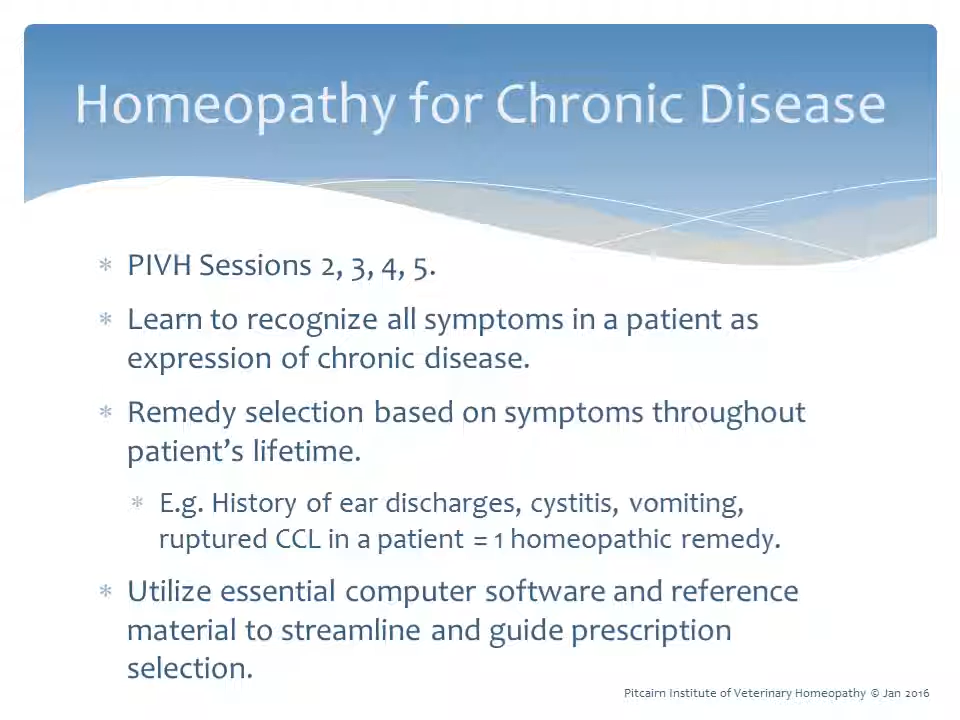 Homeopathy for Chronic Disease
* PIVH Sessions 2, 3, 4, 5.
* Learn to recognize all symptoms in a patient as
expression of chronic disease.
* Remedy selection based on symptoms throughout
patient’s lifetime.
* E.g. History of ear discharges, cystitis, vomiting,
ruptured CCL in a patient = 1 homeopathic remedy.
* Utilize essential computer software and reference
material to streamline and guide prescription
selection.
Pitcairn Institute of Veterinary Homeopathy © Jan 2016